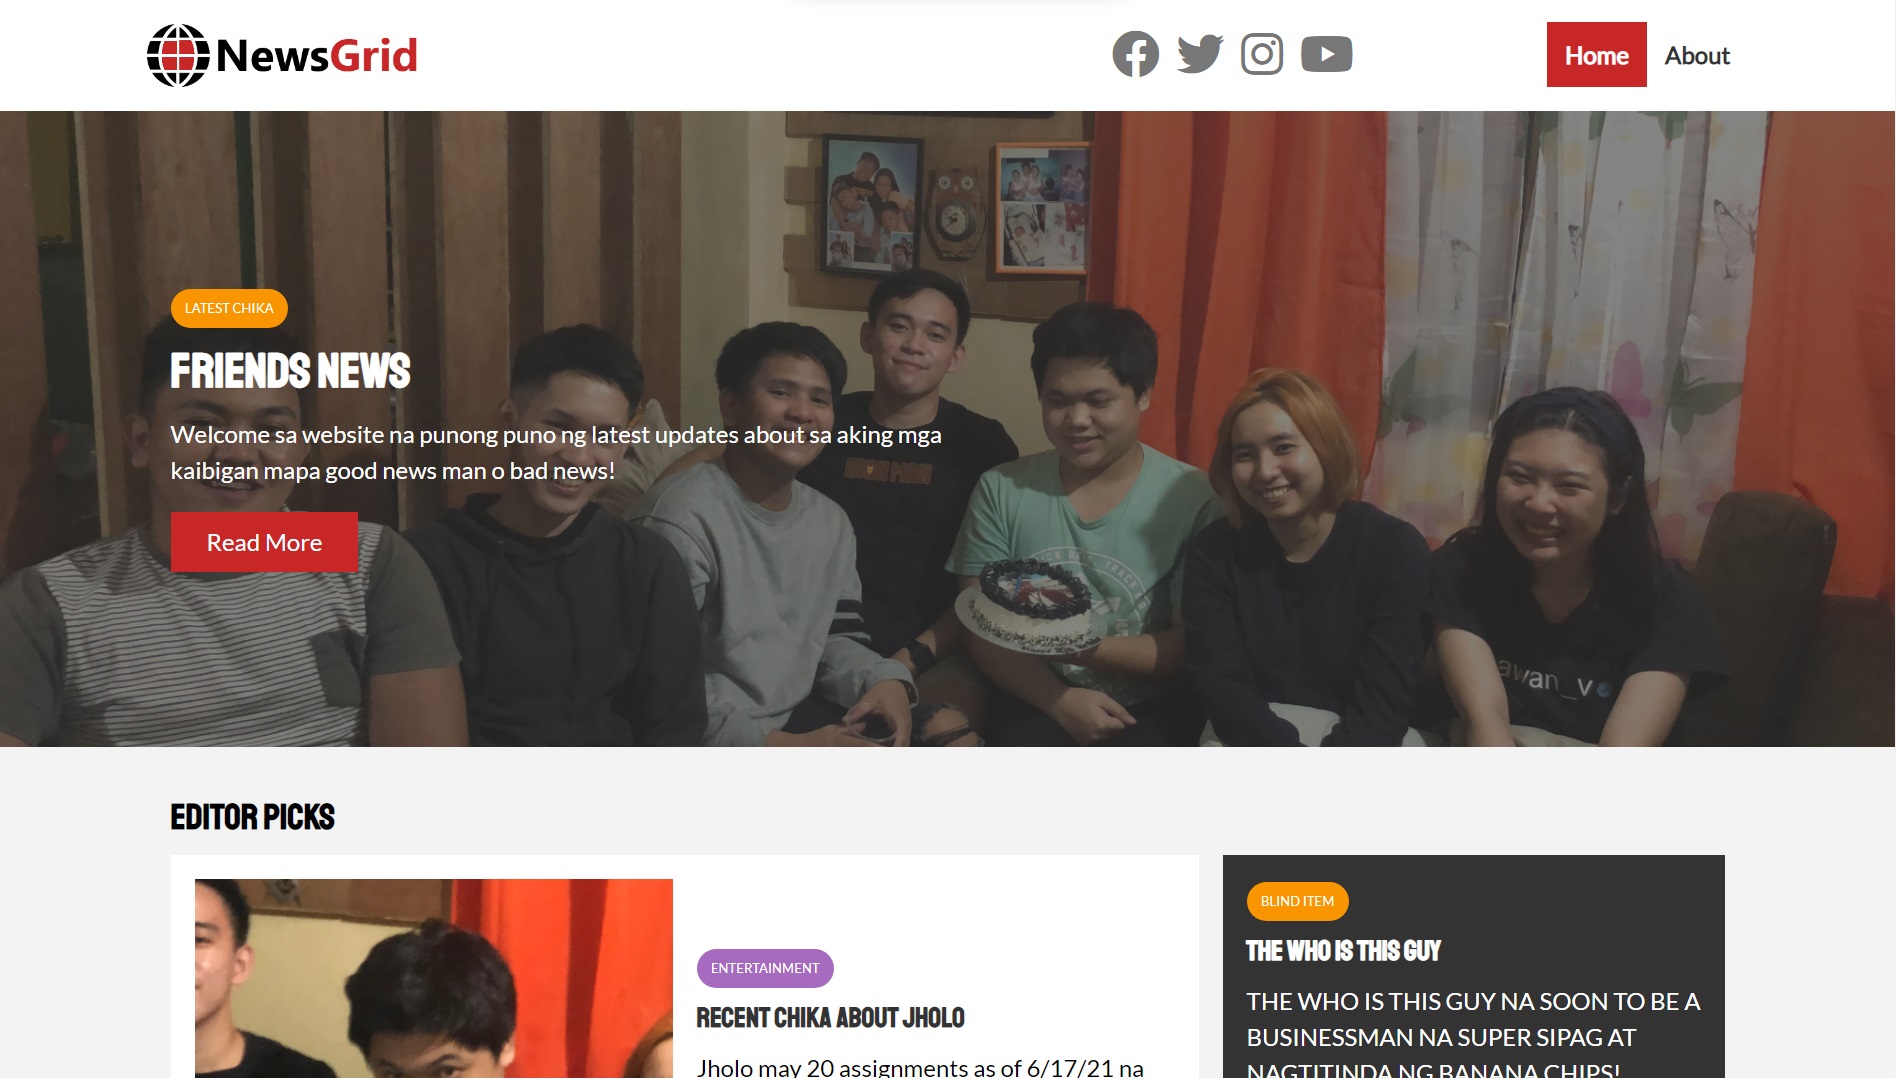 NewsGrid
Home
About
LATEST CHIKA
FRIENDS NEWS
Welcome sa website na punong puno ng latest updates about sa aking mga
kaibigan mapa good news man o bad news!
Read More
awan_v
EDITOR PICKS
ENTERTAINMENT
RECENT CHIKA ABOUT JHOLO
Jholo may 20 assignments as of 6/17/21 na
BLIND ITEM
THE WHO IS THIS GUY
THE WHO IS THIS GUY NA SOON TO BE A
BUSINESSMAN NA SUPER SIPAG AT
NAGTITINDA NG BANANA CHIPS!